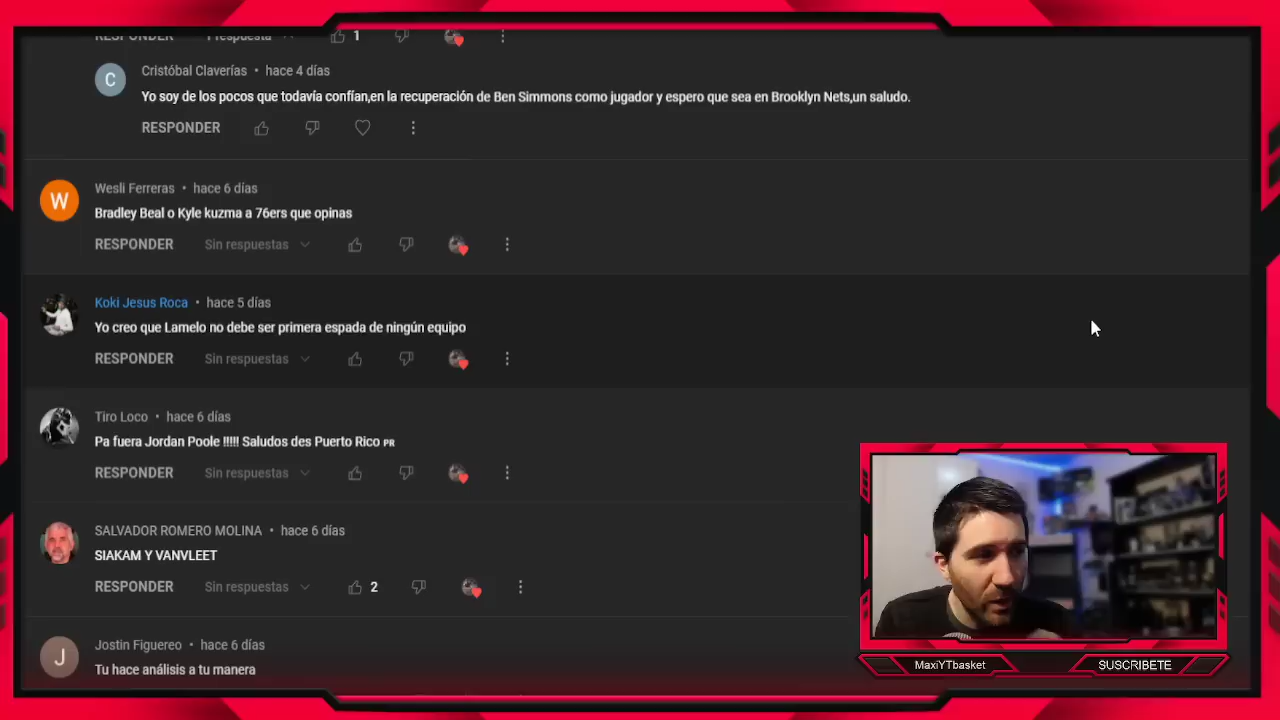 RESPONDER 1 respuesta 1
C Cristóbal Claverías • hace 4 días
Yo soy de los pocos que todavía confían,en la recuperación de Ben Simmons como jugador y espero que sea en Brooklyn Nets,un saludo.
RESPONDER
W Wesli Ferreras • hace 6 días
Bradley Beal o Kyle kuzma a 76ers que opinas
RESPONDER Sin respuestas
Koki Jesus Roca • hace 5 días
Yo creo que Lamelo no debe ser primera espada de ningún equipo
RESPONDER Sin respuestas
Tiro Loco • hace 6 días
Pa fuera Jordan Poole !!!!! Saludos des Puerto Rico PR
RESPONDER Sin respuestas
SALVADOR ROMERO MOLINA • hace 6 días
SIAKAM Y VANVLEET
RESPONDER Sin respuestas 2
J Jostin Figuereo • hace 6 días
Tu hace análisis a tu manera
MaxiYTbasket SUSCRIBETE